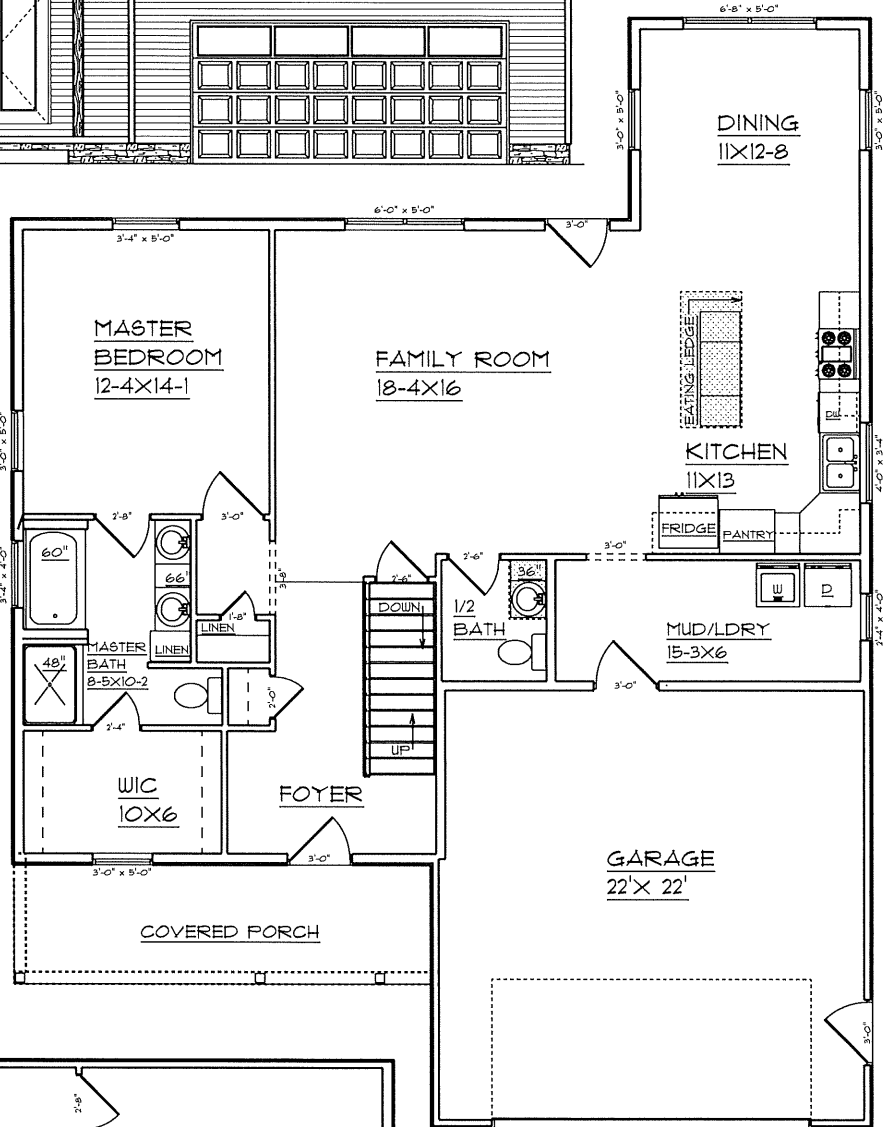 6'-8" x 5'-0"
3'-0" x 5'-0"
3'-0" x 5'-0"
DINING
11X12-8
6'-0" x 5'-0"
3'-4" x 5'-0"
3'-0"
MASTER
BEDROOM
12-4X14-1
FAMILY ROOM
18-4X16
EATING LEDGE
DW
3'-0" x 5'-0"
4'-0" x 3'-4"
KITCHEN
11X13
FRIDGE
PANTRY
2'-8"
3'-0"
60"
66"
3'-4" x 4'-0"
3'-8"
2'-6"
2'-6"
36"
3'-0"
W
D
DOWN
1/2
BATH
1'-8"
LINEN
LINEN
MUD/LDRY
15-3X6
2'-4" x 4'-0"
48"
MASTER
BATH
8-5X10-2
2'-0"
3'-0"
2'-4"
UP
WIC
10X6
FOYER
3'-0"
3'-0" x 5'-0"
GARAGE
22'X 22'
COVERED PORCH
3'-0"
2'-8"